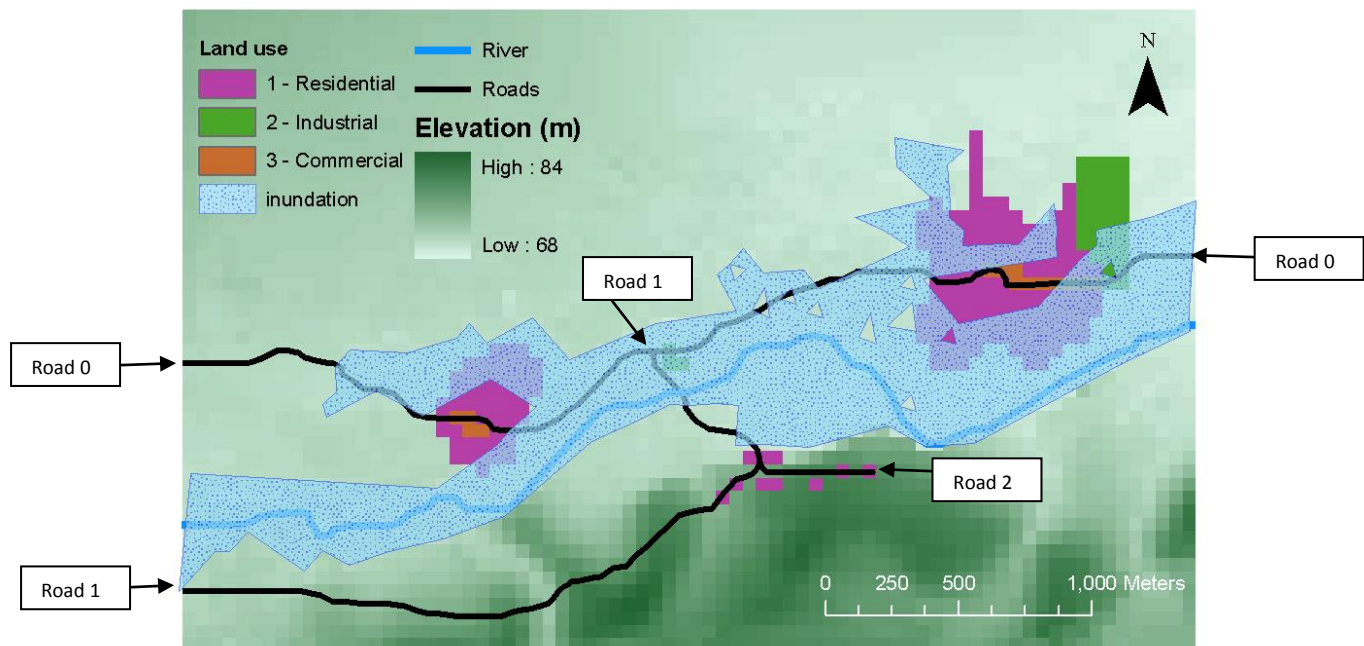 Land use
1 - Residential
2 - Industrial
3 - Commercial
inundation
River
Roads
Elevation (m)
High : 84
Low : 68
N
Road 1
Road 0
Road 0
Road 2
Road 1
0 250 500 1,000 Meters